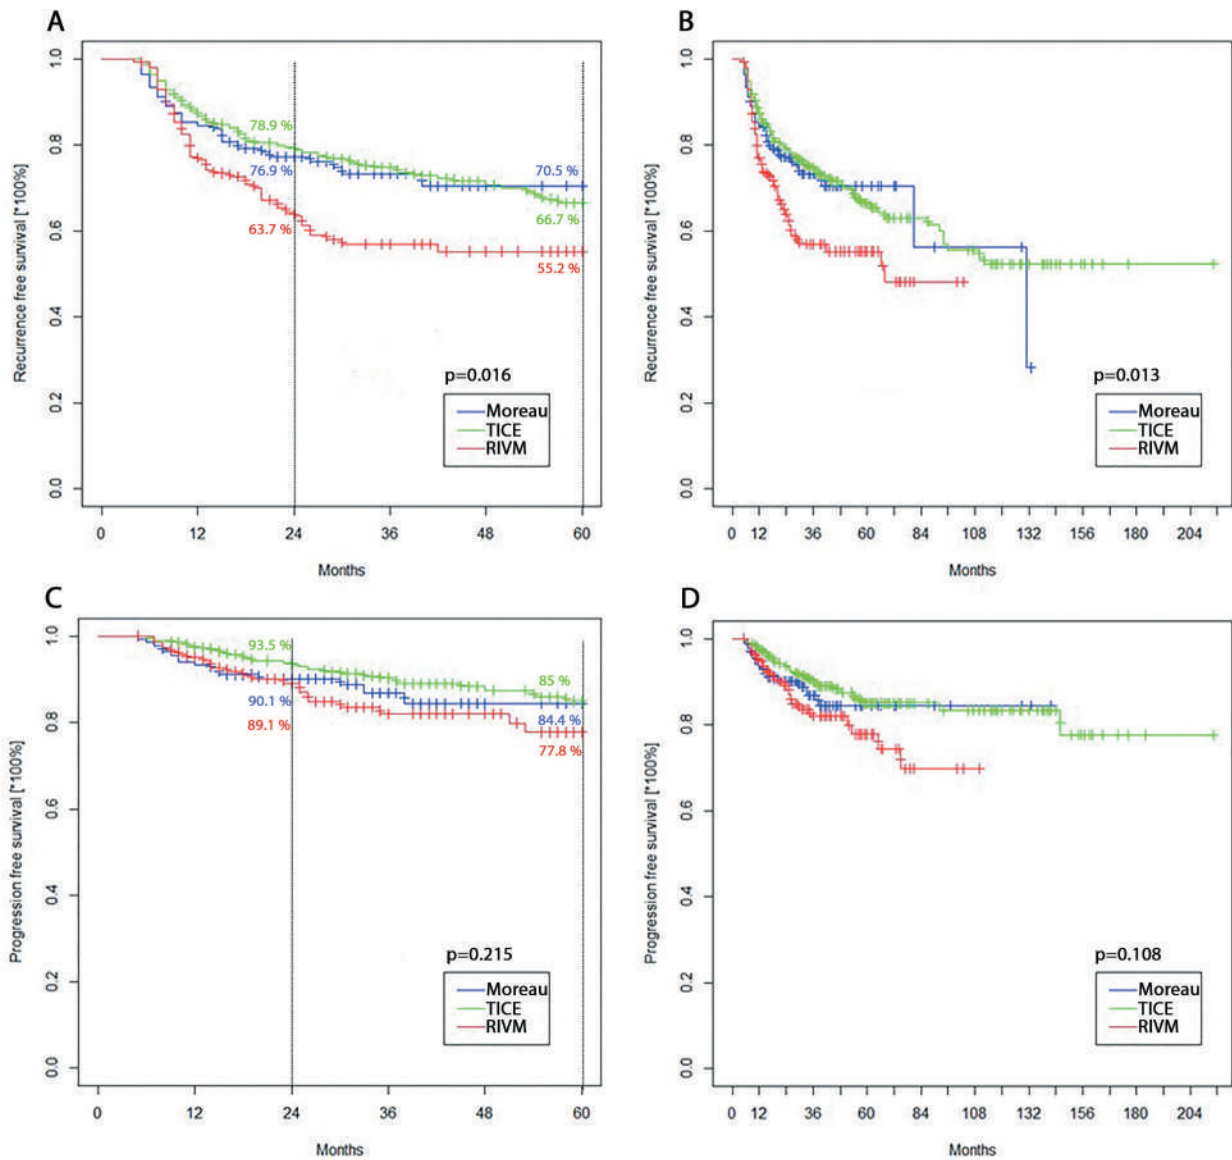 A
Recurrence free survival [*100%]
1.0
0.8
0.6
0.4
0.2
0.0
78.9 %
76.9 %
63.7 %
70.5 %
66.7 %
55.2 %
p=0.016
Moreau
TICE
RIVM
0 12 24 36 48 60
Months
B
Recurrence free survival [*100%]
1.0
0.8
0.6
0.4
0.2
0.0
p=0.013
Moreau
TICE
RIVM
0 12 36 60 84 108 132 156 180 204
Months
C
Progression free survival [*100%]
1.0
0.8
0.6
0.4
0.2
0.0
93.5 %
90.1 %
89.1 %
85 %
84.4 %
77.8 %
p=0.215
Moreau
TICE
RIVM
0 12 24 36 48 60
Months
D
Progression free survival [*100%]
1.0
0.8
0.6
0.4
0.2
0.0
p=0.108
Moreau
TICE
RIVM
0 12 36 60 84 108 132 156 180 204
Months